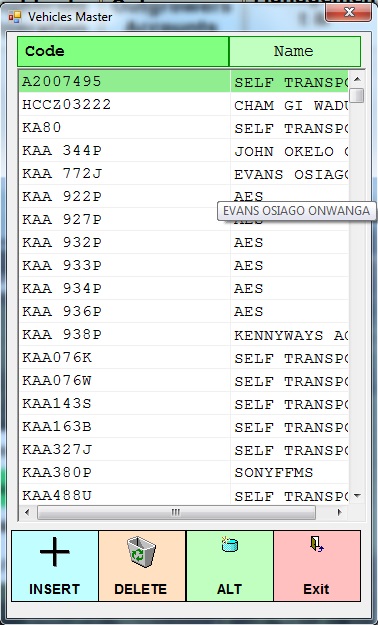 Vehicles Master
Code Name
A2007495 SELF TRANSPO
HCCZ03222 CHAM GI WADU
KA80 SELF TRANSPO
KAA 344P JOHN OKELO
KAA 772J EVANS OSIAGO
KAA 922P AES
EVANS OSIAGO ONWANGA
KAA 927P AES
KAA 932P AES
KAA 933P AES
KAA 934P AES
KAA 936P AES
KAA 938P KENNYWAYS
KAA076K SELF TRANSPO
KAA076W SELF TRANSPO
KAA143S SELF TRANSPO
KAA163B SELF TRANSPO
KAA327J SELF TRANSPO
KAA380P SONYFFMS
KAA488U SELF TRANSPO
INSERT DELETE ALT Exit